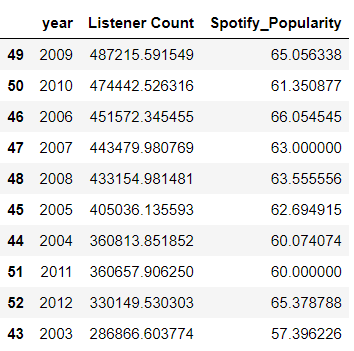 year Listener Count Spotify_Popularity
49 2009 487215.591549 65.056338
50 2010 474442.526316 61.350877
46 2006 451572.345455 66.054545
47 2007 443479.980769 63.000000
48 2008 433154.981481 63.555556
45 2005 405036.135593 62.694915
44 2004 360813.851852 60.074074
51 2011 360657.906250 60.000000
52 2012 330149.530303 65.378788
43 2003 286866.603774 57.396226